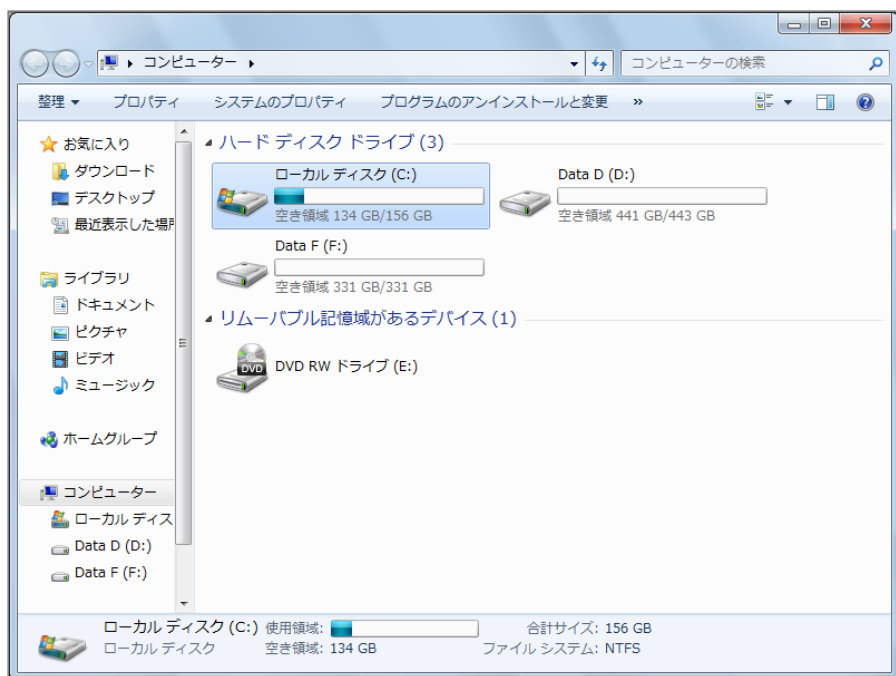 コンピューター
コンピューターの検索
整理 プロパティ システムのプロパティ プログラムのアンインストールと変更 »
お気に入り
ダウンロード
デスクトップ
最近表示した場所
ライブラリ
ドキュメント
ピクチャ
ビデオ
ミュージック
ホームグループ
コンピューター
ローカル ディス
Data D (D:)
Data F (F:)
ハード ディスク ドライブ (3)
ローカル ディスク (C:)
空き領域 134 GB/156 GB
Data D (D:)
空き領域 441 GB/443 GB
Data F (F:)
空き領域 331 GB/331 GB
リムーバブル記憶域があるデバイス (1)
DVD
DVD RW ドライブ (E:)
ローカル ディスク (C:) 使用領域: 合計サイズ: 156 GB
ローカル ディスク 空き領域: 134 GB ファイル システム: NTFS